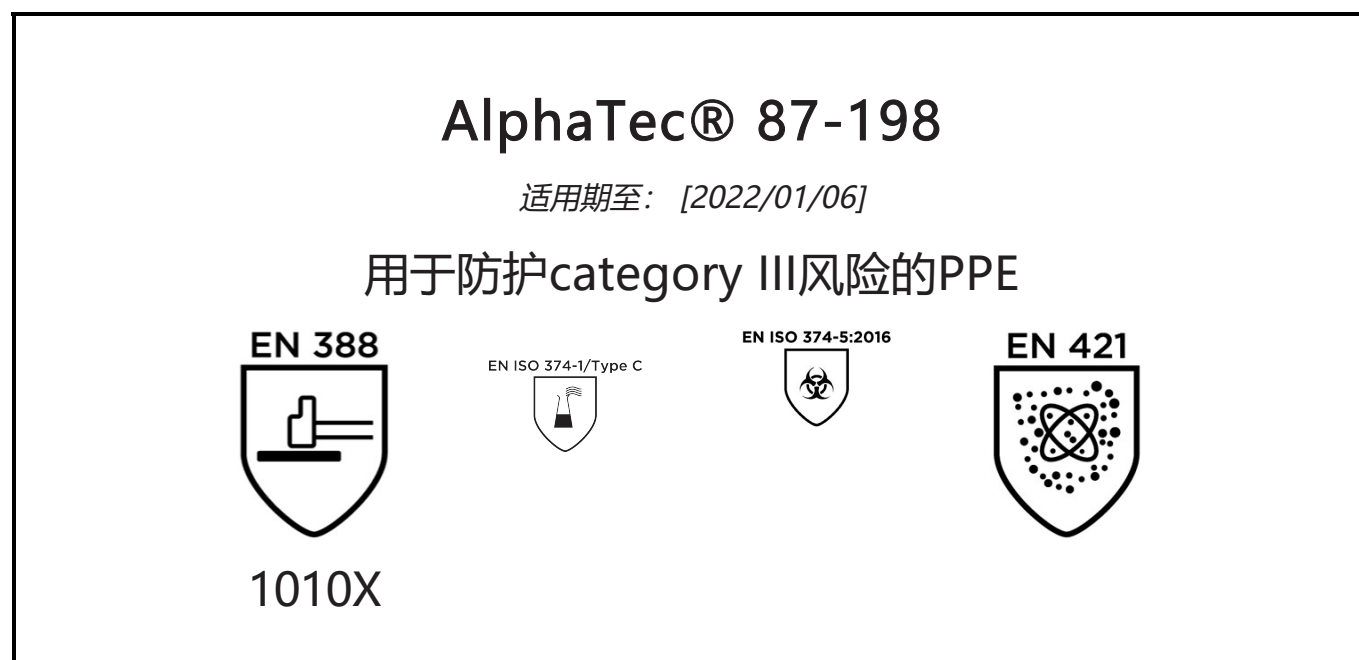 AlphaTec® 87-198
适用期至： [2022/01/06]
用于防护category III风险的PPE
EN 388
EN ISO 374-1/Type C
EN ISO 374-5:2016
EN 421
1010X